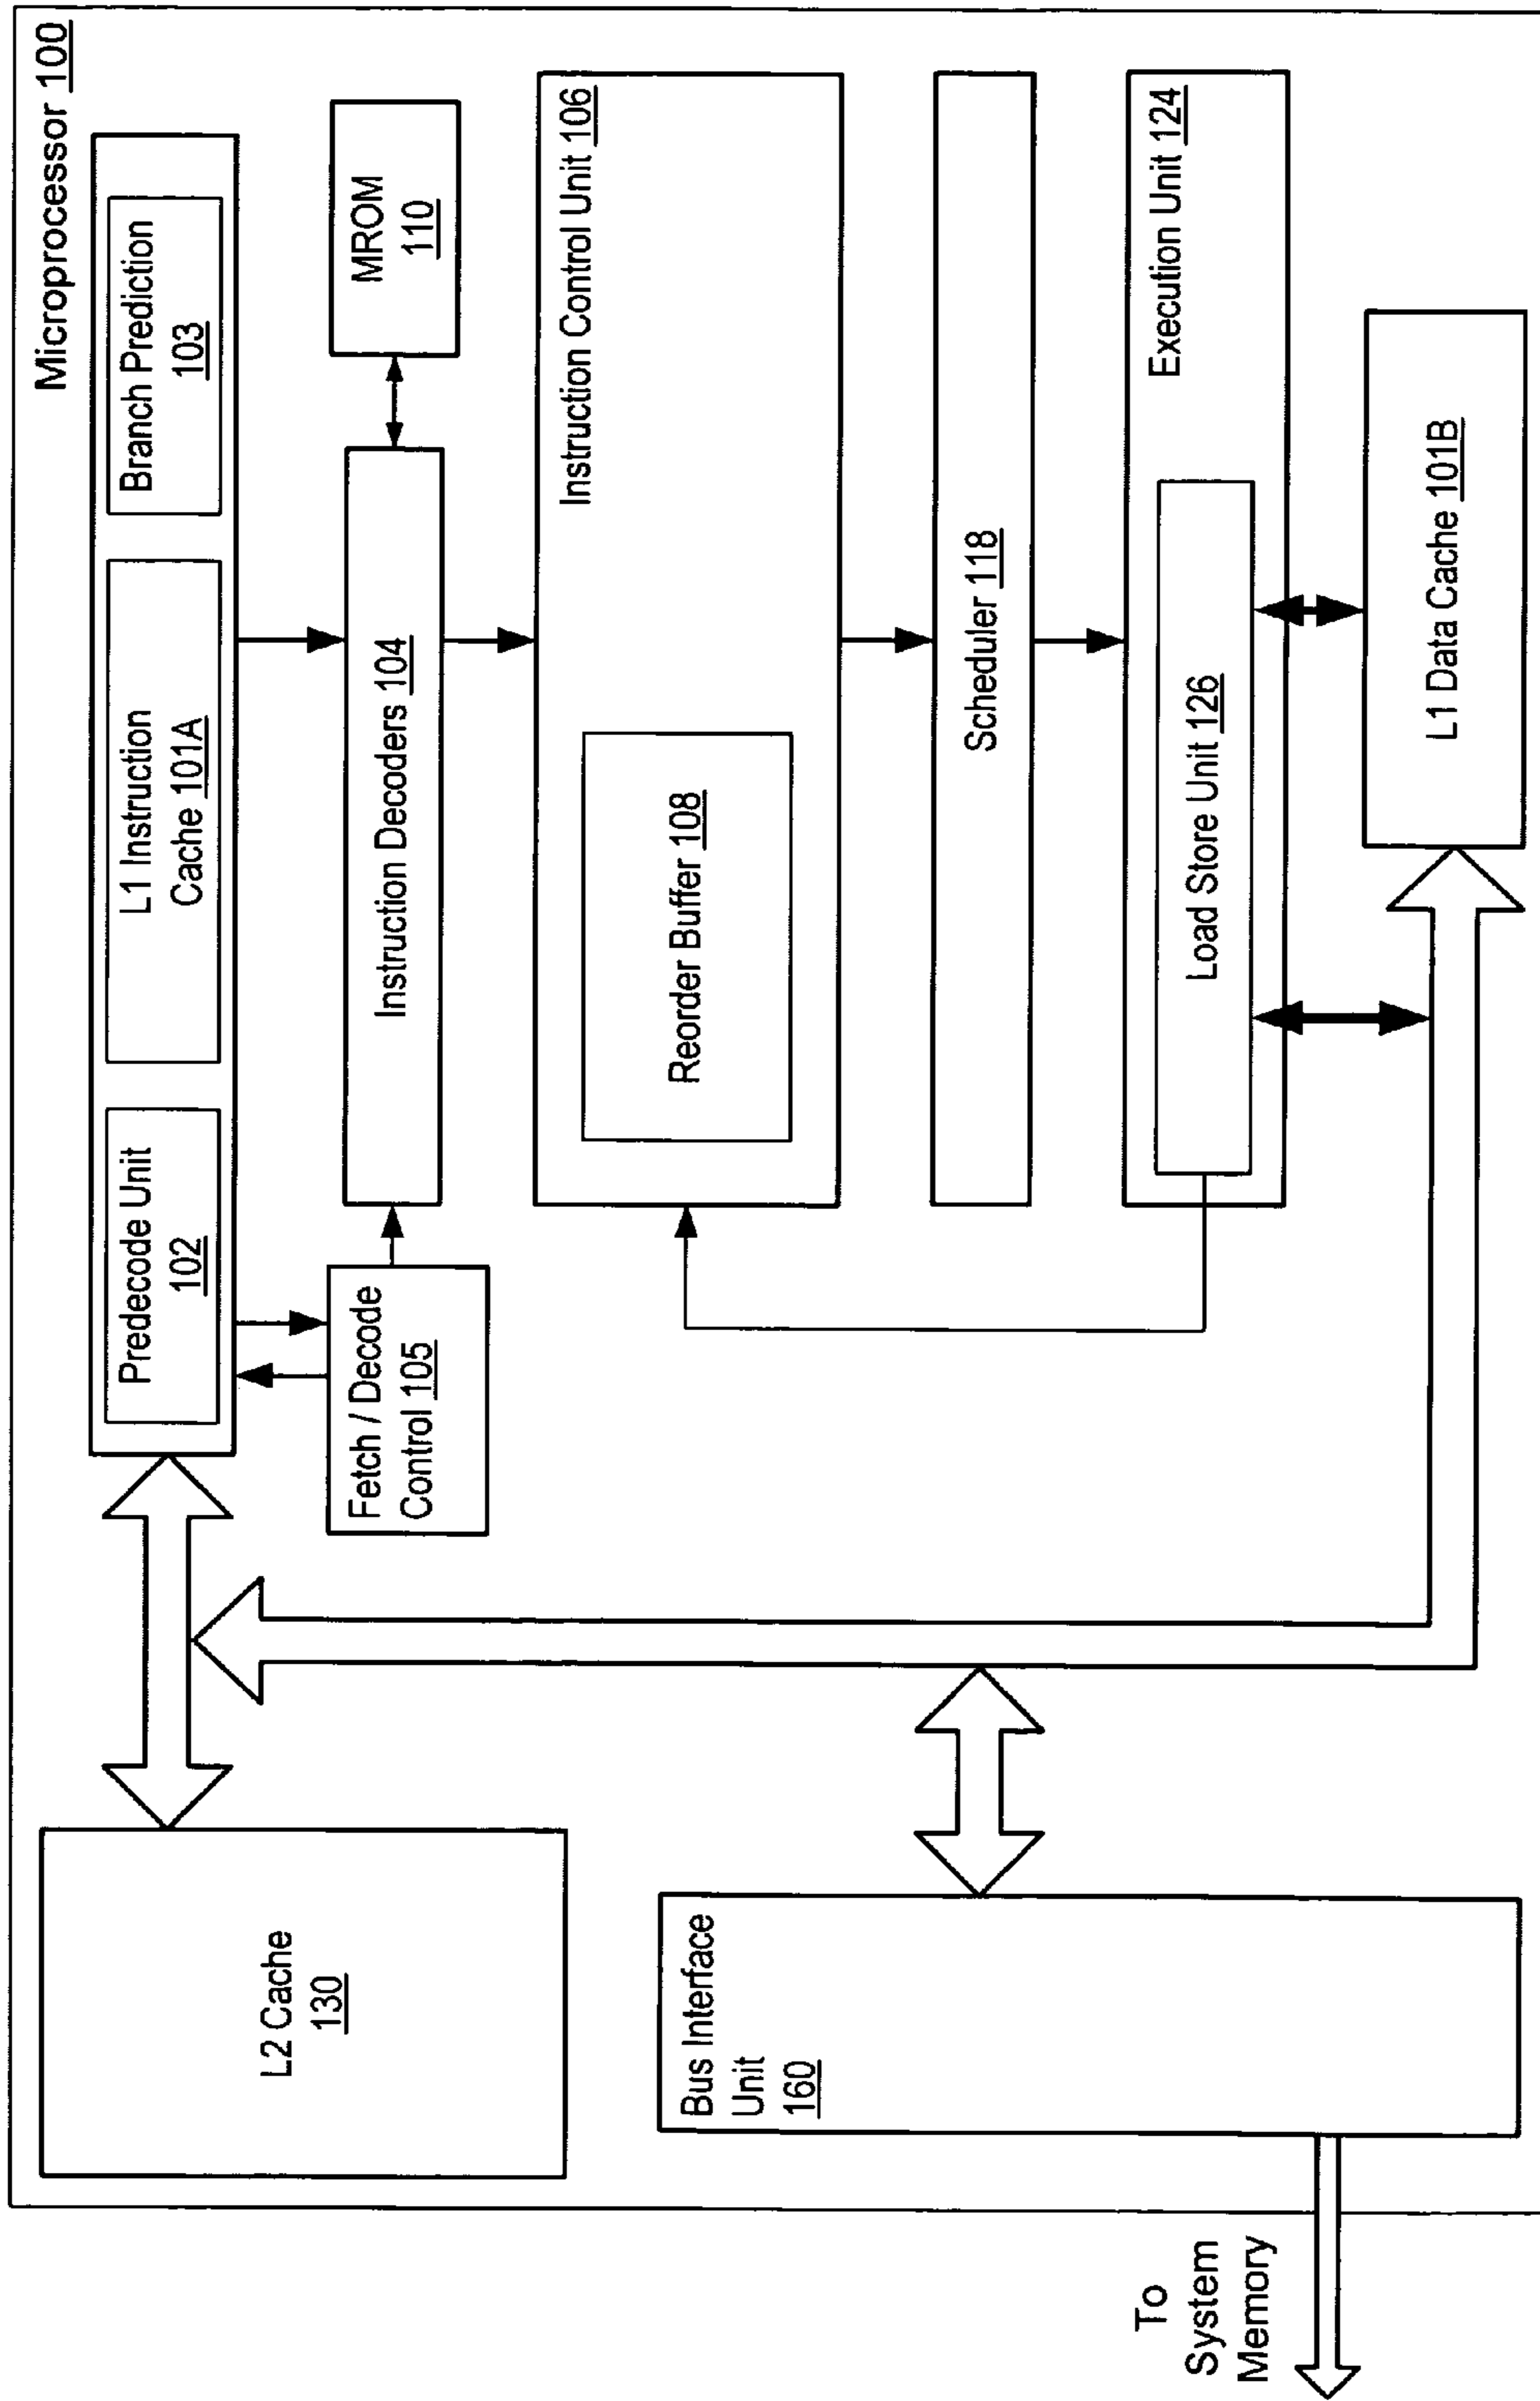 Microprocessor 100
L2 Cache
130
Predecode Unit
102
L1 Instruction
Cache 101A
Branch Prediction
103
Fetch / Decode
Control 105
Instruction Decoders 104
MROM
110
Instruction Control Unit 106
Reorder Buffer 108
Bus Interface
Unit
160
Scheduler 118
Execution Unit 124
Load Store Unit 126
L1 Data Cache 101B
To
System
Memory